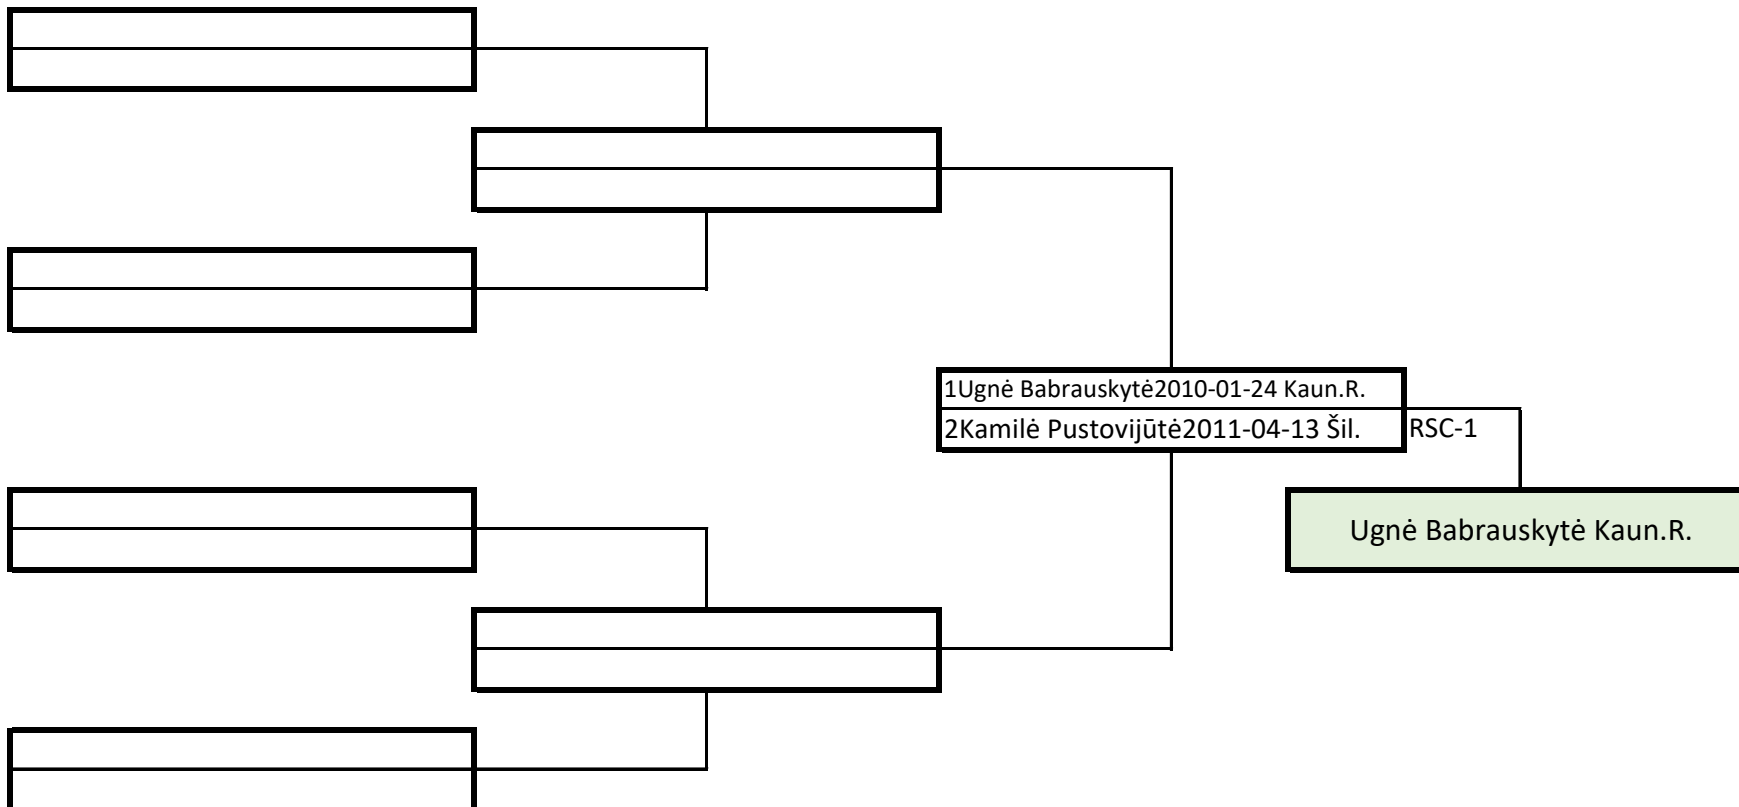 1Ugnė Babrauskytė2010-01-24 Kaun.R.
2Kamilė Pustovijūtė2011-04-13 Šil. RSC-1
Ugnė Babrauskytė Kaun.R.